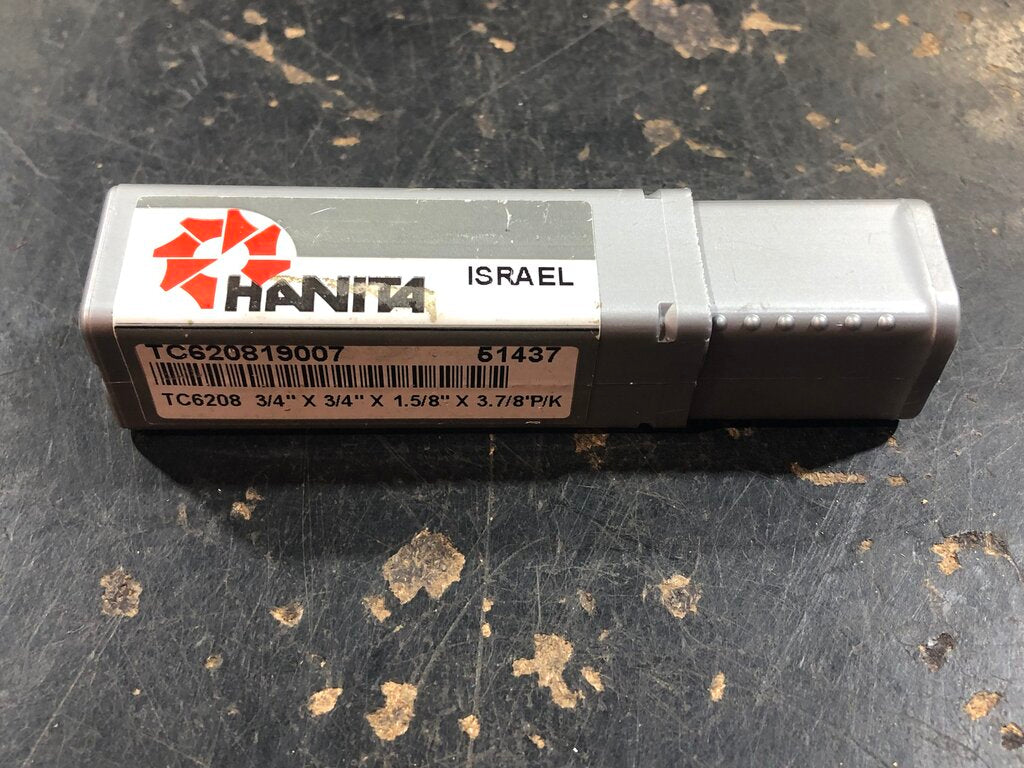 HANITA
ISRAEL
TC620819007 51437
TC6208 3/4" X 3/4" X 1.5/8" X 3.7/8'P/K